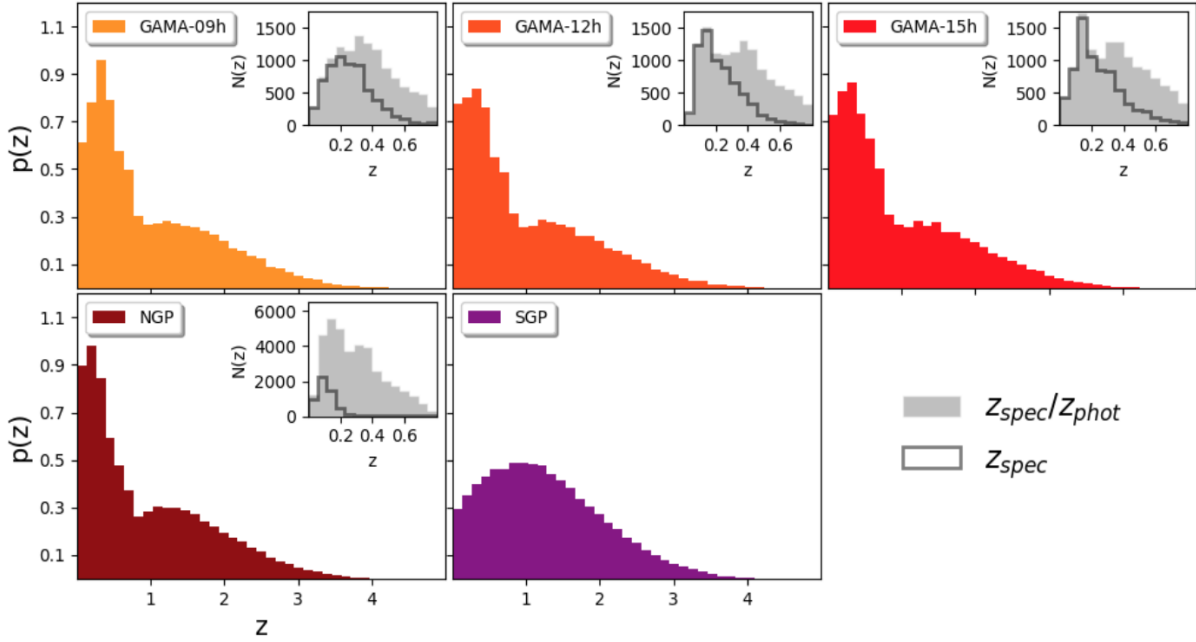 GAMA-09h
GAMA-12h
GAMA-15h
1.1
0.9
0.7
0.5
0.3
0.1
p(z)
1500
1000
500
0
N(z)
0.2 0.4 0.6
z
1500
1000
500
0
N(z)
0.2 0.4 0.6
z
1500
1000
500
0
N(z)
0.2 0.4 0.6
z
NGP
SGP
1.1
0.9
0.7
0.5
0.3
0.1
p(z)
6000
4000
2000
0
N(z)
0.2 0.4 0.6
z
z_spec/z_phot
z_spec
1 2 3 4
1 2 3 4
z